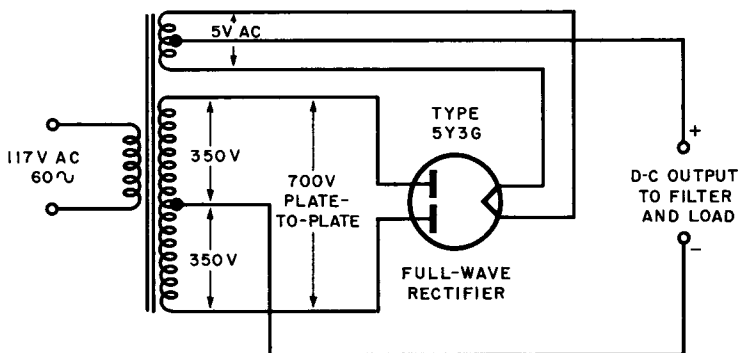 5V AC
117V AC
60∿
350V
350V
700V
PLATE-
TO-PLATE
TYPE
5Y3G
FULL-WAVE
RECTIFIER
+
D-C OUTPUT
TO FILTER
AND LOAD
-